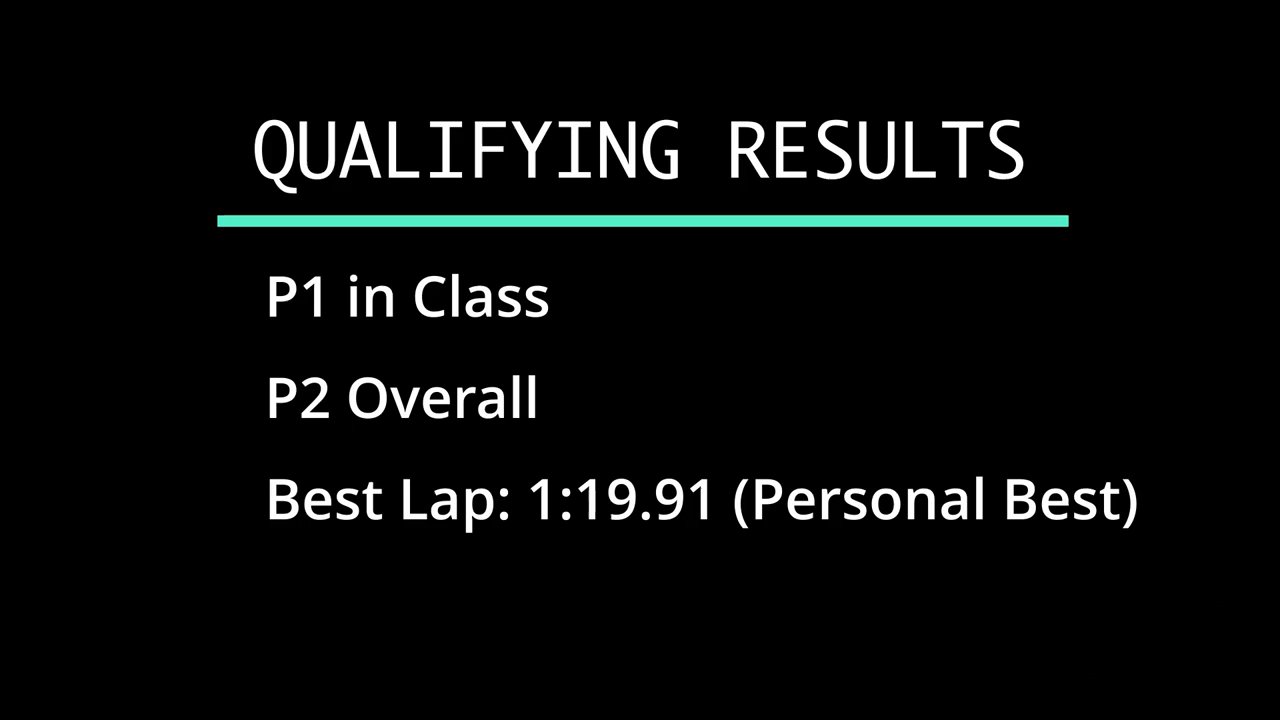 QUALIFYING RESULTS
P1 in Class
P2 Overall
Best Lap: 1:19.91 (Personal Best)